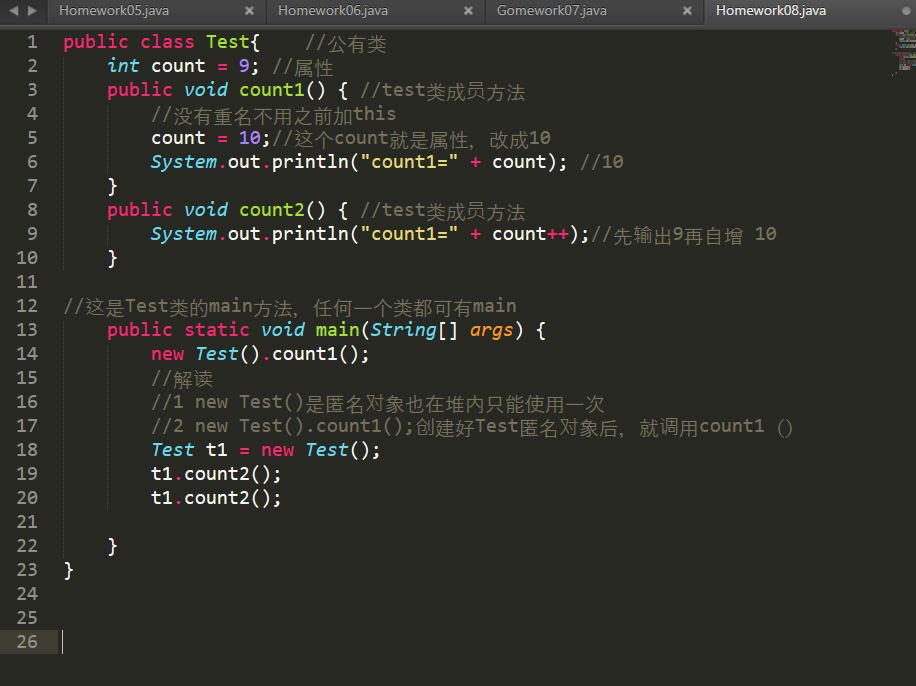 Homework05.java Homework06.java Gomework07.java Homework08.java
1 public class Test{    //公有类
2     int count = 9; //属性
3     public void count1() { //test类成员方法
4         //没有重名不用之前加this
5         count = 10;//这个count就是属性，改成10
6         System.out.println("count1=" + count); //10
7     }
8     public void count2() { //test类成员方法
9         System.out.println("count1=" + count++);//先输出9再自增 10
10     }
11
12 //这是Test类的main方法，任何一个类都可有main
13     public static void main(String[] args) {
14         new Test().count1();
15         //解读
16         //1 new Test()是匿名对象也在堆内只能使用一次
17         //2 new Test().count1();创建好Test匿名对象后，就调用count1（）
18         Test t1 = new Test();
19         t1.count2();
20         t1.count2();
21
22     }
23 }
24
25
26